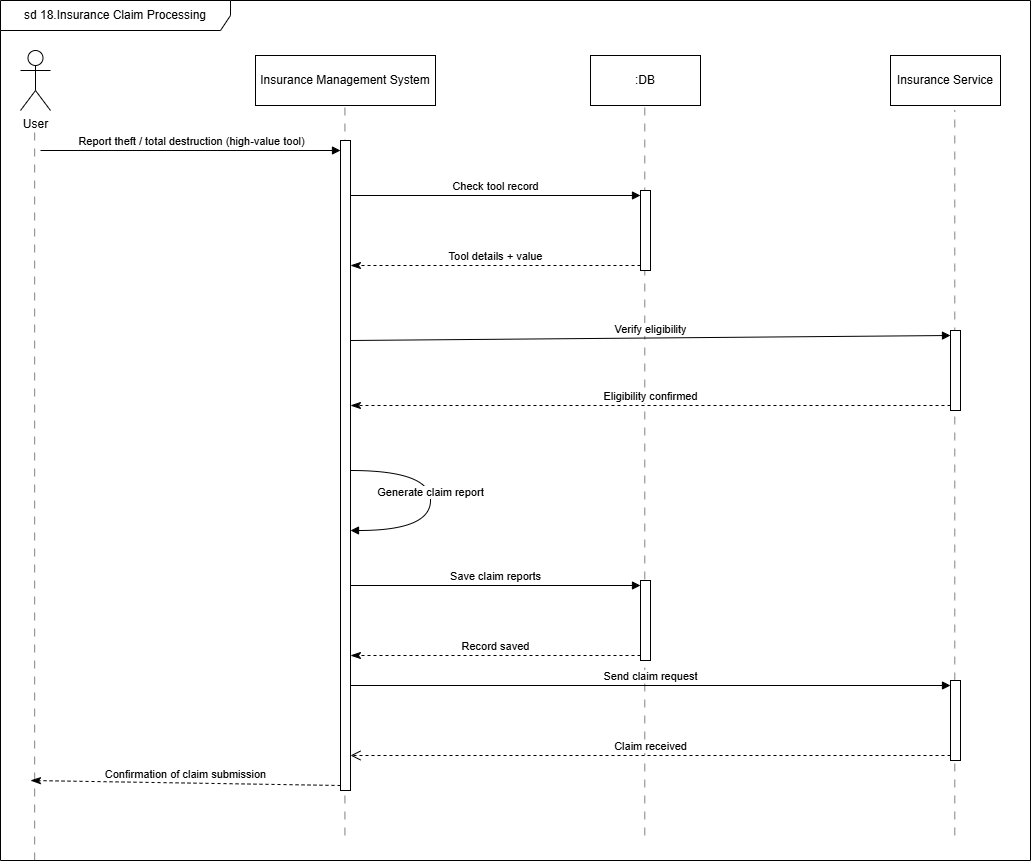 sd 18.Insurance Claim Processing
User
Insurance Management System
:DB
Insurance Service
Report theft / total destruction (high-value tool)
Check tool record
Tool details + value
Verify eligibility
Eligibility confirmed
Generate claim report
Save claim reports
Record saved
Send claim request
Claim received
Confirmation of claim submission